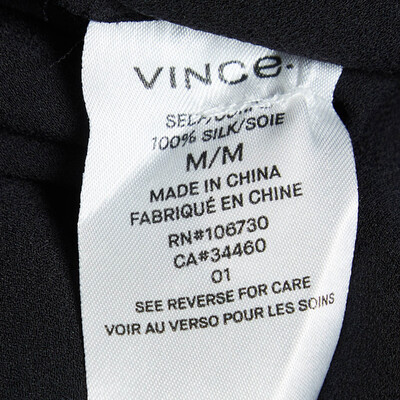 VINCE.
100% SILK/SOIE
M/M
MADE IN CHINA
FABRIQUÉ EN CHINE
RN#106730
CA#34460
01
SEE REVERSE FOR CARE
VOIR AU VERSO POUR LES SOINS